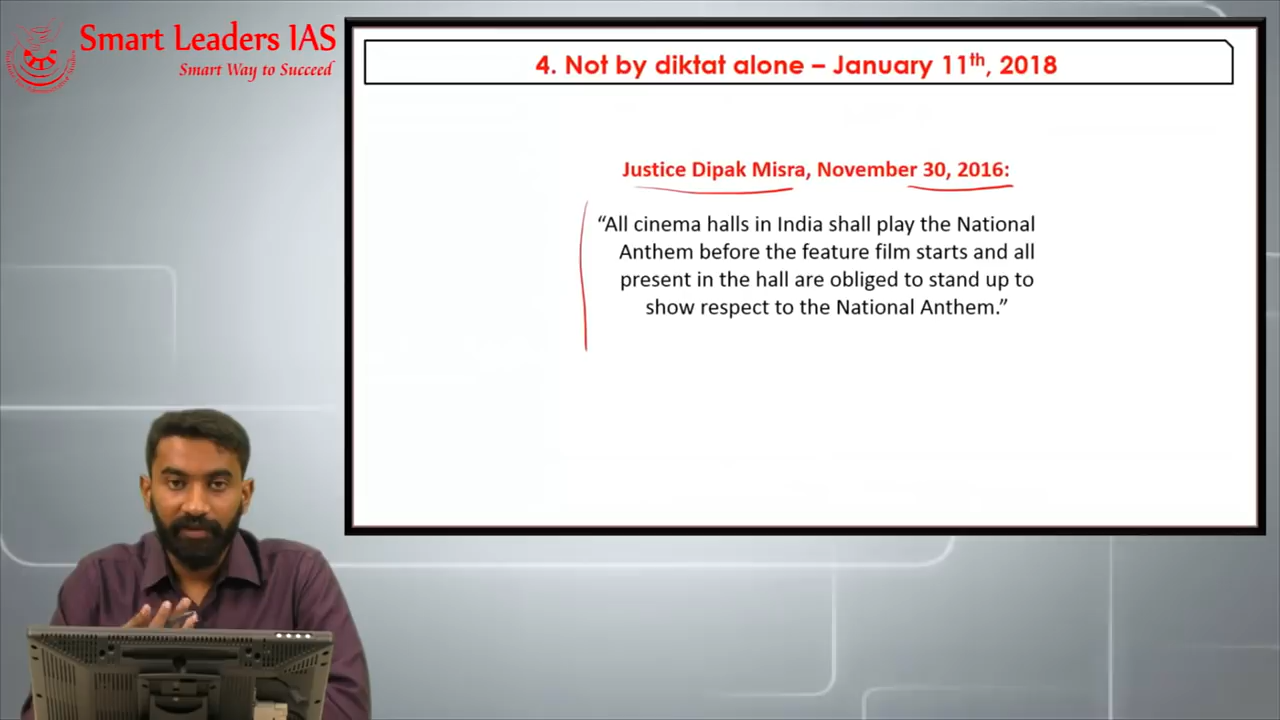 Smart Leaders IAS
Smart Way to Succeed
4. Not by diktat alone – January 11th, 2018
Justice Dipak Misra, November 30, 2016:
“All cinema halls in India shall play the National
Anthem before the feature film starts and all
present in the hall are obliged to stand up to
show respect to the National Anthem.”